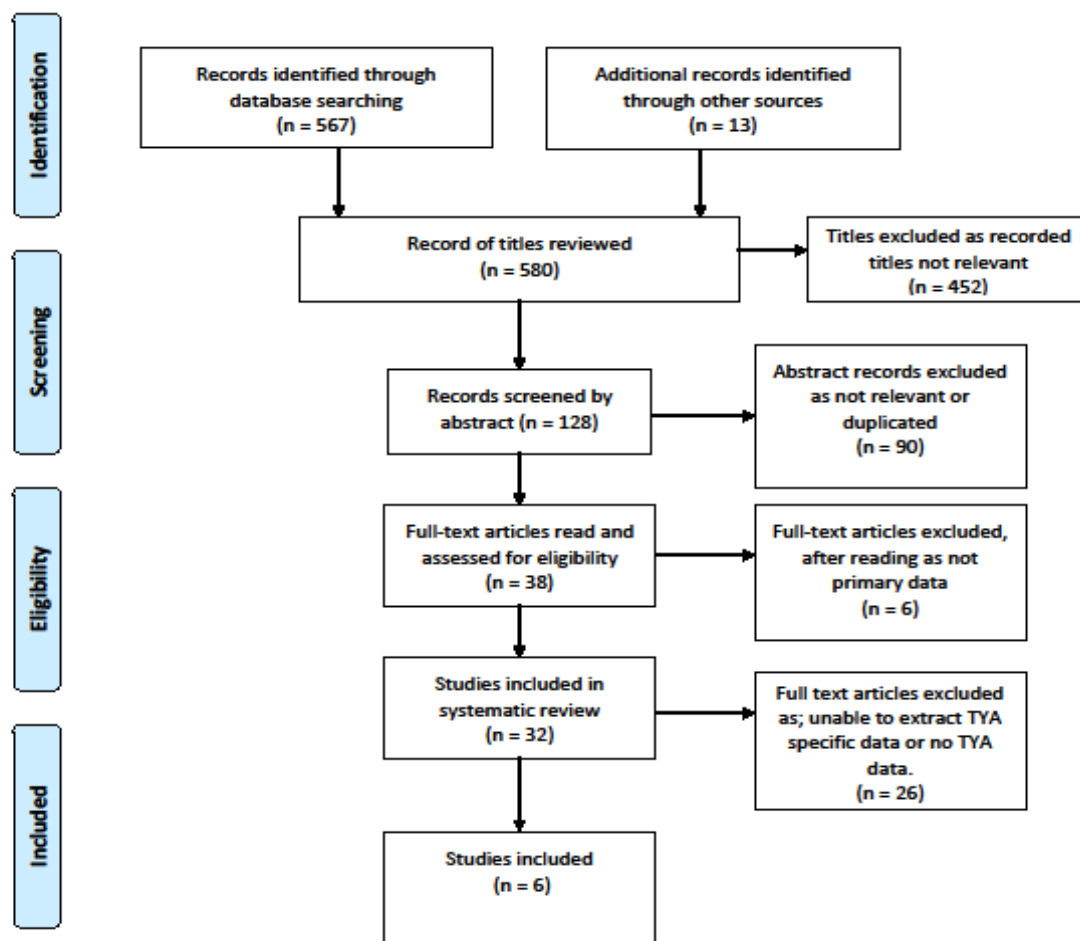 Identification
Records identified through
database searching
(n = 567)
Additional records identified
through other sources
(n = 13)
Record of titles reviewed
(n = 580)
Titles excluded as recorded
titles not relevant
(n = 452)
Screening
Records screened by
abstract (n = 128)
Abstract records excluded
as not relevant or
duplicated
(n = 90)
Eligibility
Full-text articles read and
assessed for eligibility
(n = 38)
Full-text articles excluded,
after reading as not
primary data
(n = 6)
Studies included in
systematic review
(n = 32)
Full text articles excluded
as; unable to extract TYA
specific data or no TYA
data.
(n = 26)
Included
Studies included
(n = 6)